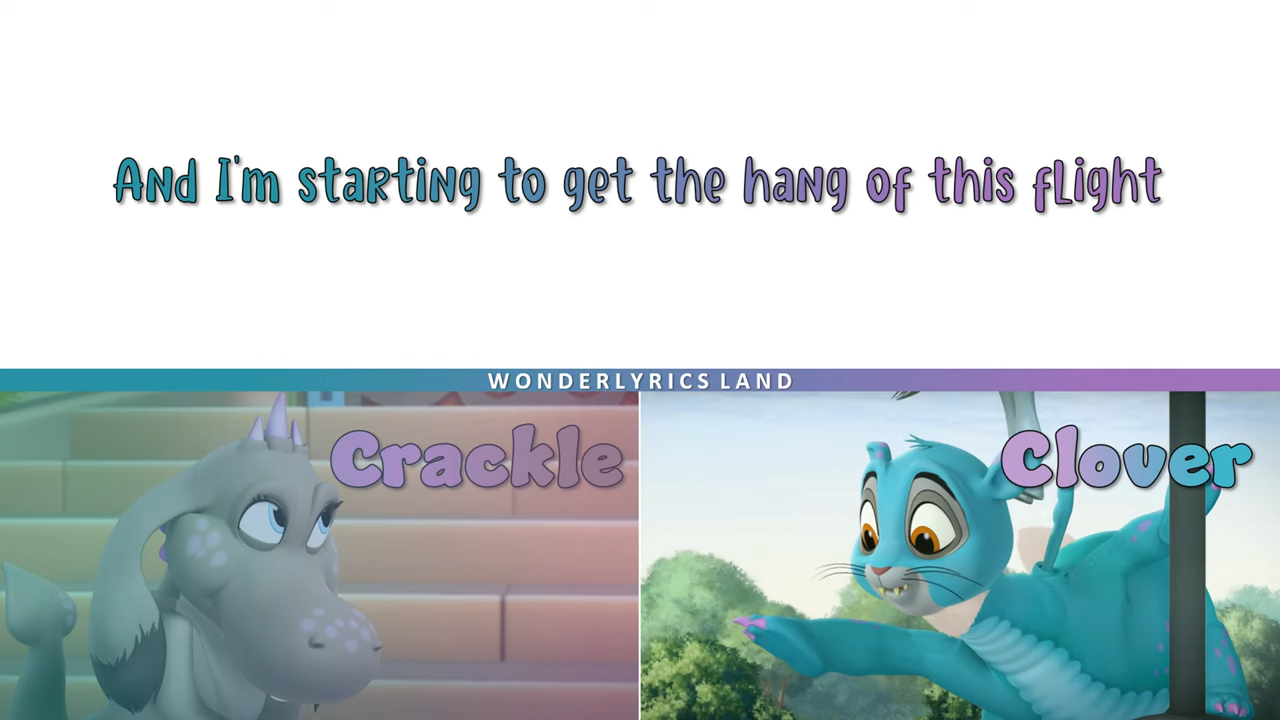 And I'm starting to get the hang of this flight
WONDERLYRICS LAND
Crackle
Clover